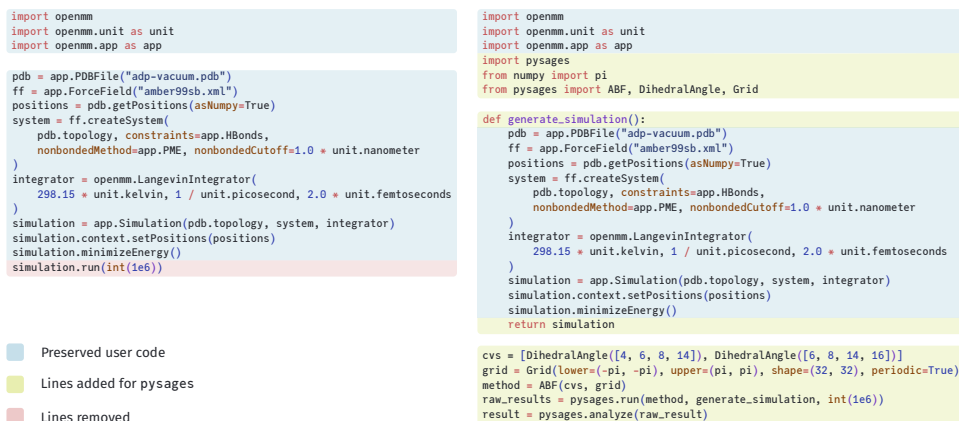 import openmm
import openmm.unit as unit
import openmm.app as app
pdb = app.PDBFile("adp-vacuum.pdb")
ff = app.ForceField("amber99sb.xml")
positions = pdb.getPositions(asNumpy=True)
system = ff.createSystem(
    pdb.topology, constraints=app.HBonds,
    nonbondedMethod=app.PME, nonbondedCutoff=1.0 * unit.nanometer
)
integrator = openmm.LangevinIntegrator(
    298.15 * unit.kelvin, 1 / unit.picosecond, 2.0 * unit.femtoseconds
)
simulation = app.Simulation(pdb.topology, system, integrator)
simulation.context.setPositions(positions)
simulation.minimizeEnergy()
simulation.run(int(1e6))
Preserved user code
Lines added for pysages
Lines removed
import openmm
import openmm.unit as unit
import openmm.app as app
import pysages
from numpy import pi
from pysages import ABF, DihedralAngle, Grid
def generate_simulation():
    pdb = app.PDBFile("adp-vacuum.pdb")
    ff = app.ForceField("amber99sb.xml")
    positions = pdb.getPositions(asNumpy=True)
    system = ff.createSystem(
        pdb.topology, constraints=app.HBonds,
        nonbondedMethod=app.PME, nonbondedCutoff=1.0 * unit.nanometer
    )
    integrator = openmm.LangevinIntegrator(
        298.15 * unit.kelvin, 1 / unit.picosecond, 2.0 * unit.femtoseconds
    )
    simulation = app.Simulation(pdb.topology, system, integrator)
    simulation.context.setPositions(positions)
    simulation.minimizeEnergy()
    return simulation
cvs = [DihedralAngle([4, 6, 8, 14]), DihedralAngle([6, 8, 14, 16])]
grid = Grid(lower=(-pi, -pi), upper=(pi, pi), shape=(32, 32), periodic=True)
method = ABF(cvs, grid)
raw_results = pysages.run(method, generate_simulation, int(1e6))
result = pysages.analyze(raw_result)